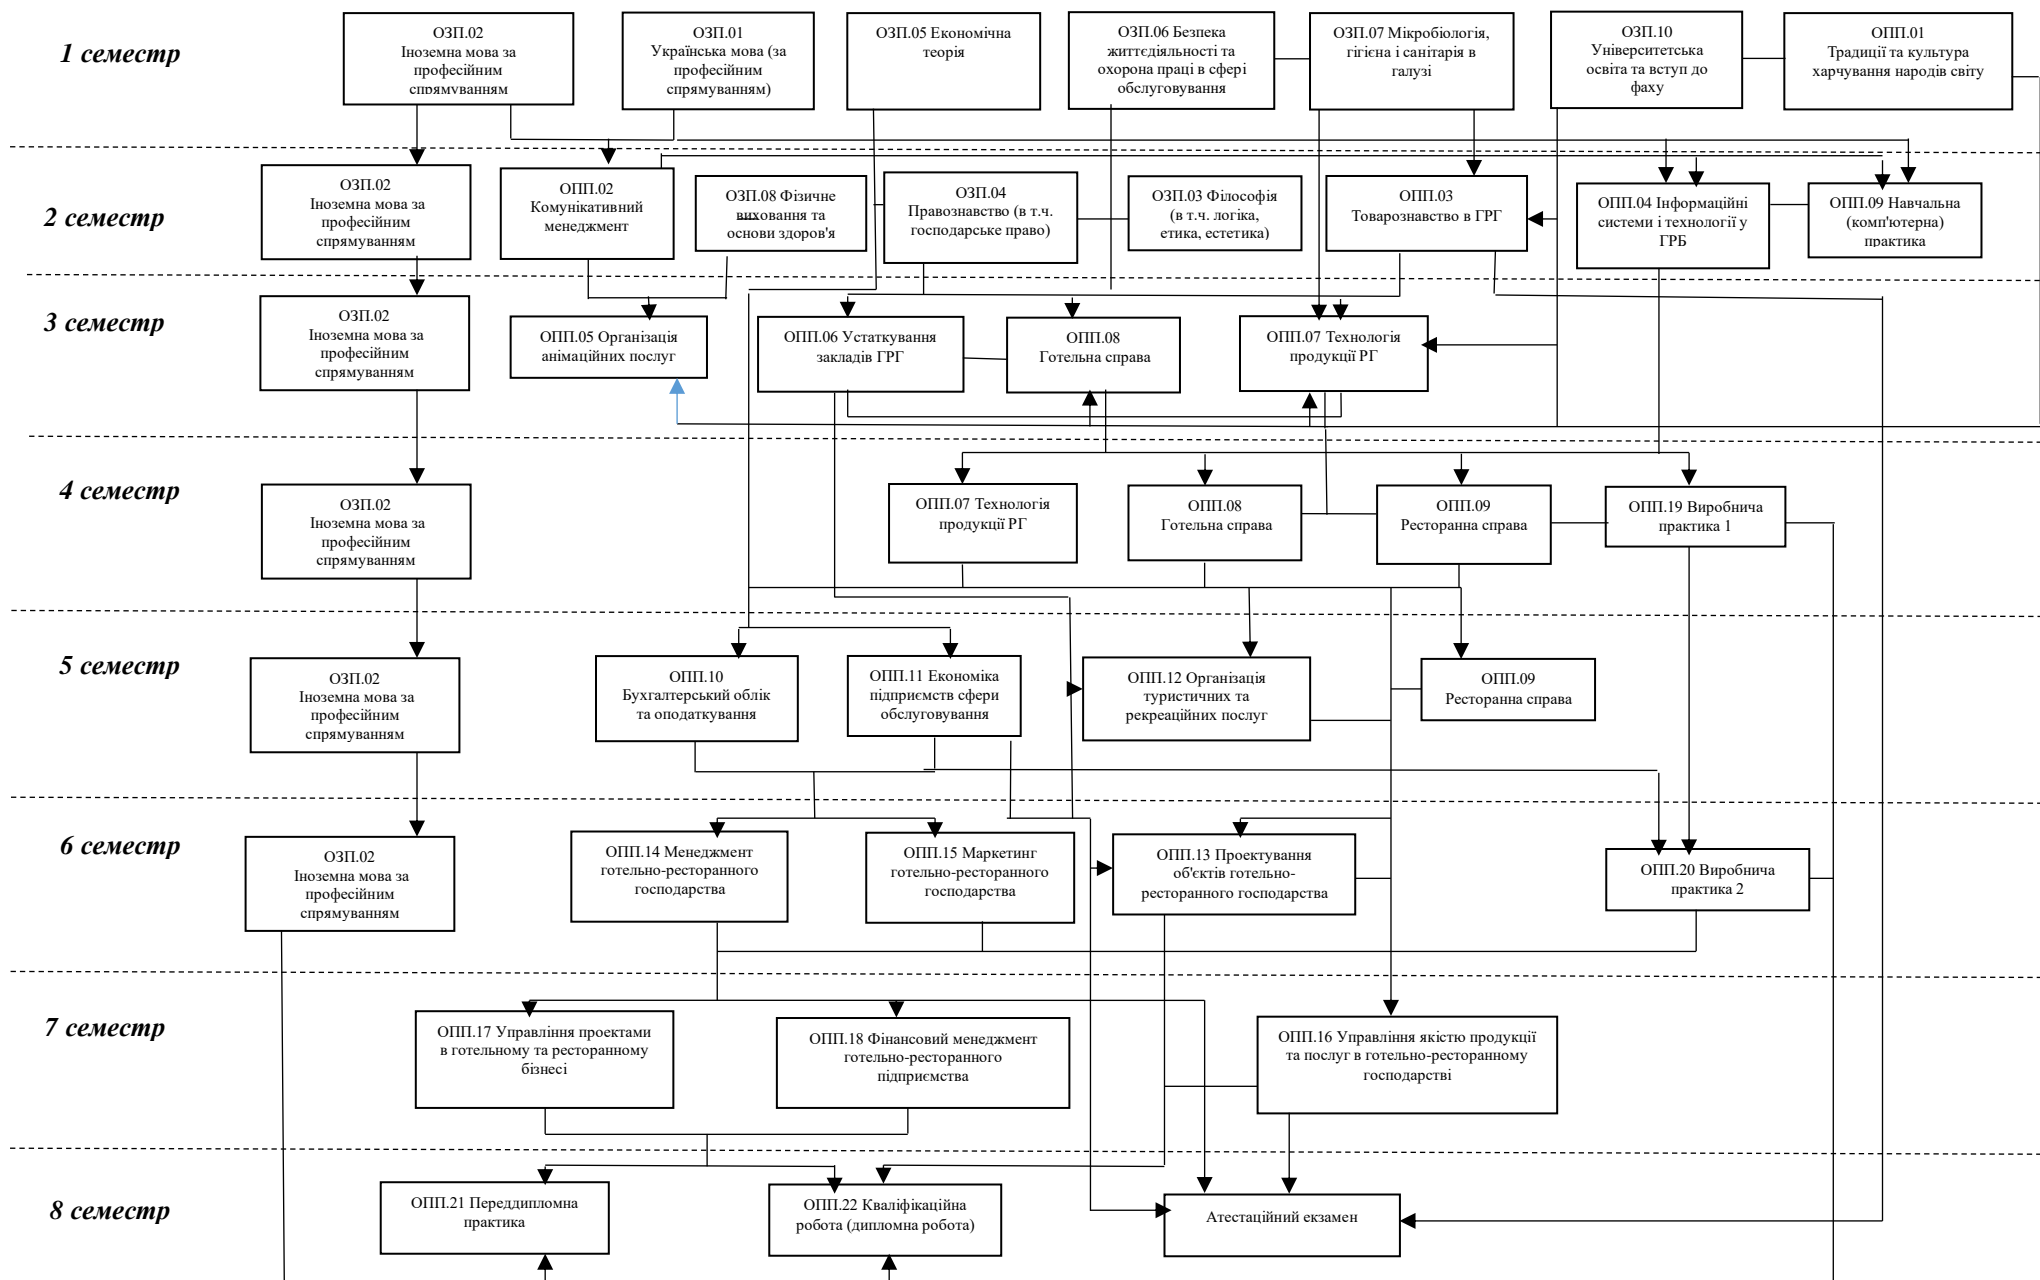 1 семестр
ОЗП.02
Іноземна мова за
професійним
спрямуванням
ОЗП.01
Українська мова (за
професійним
спрямуванням)
ОЗП.05 Економічна
теорія
ОЗП.06 Безпека
життєдіяльності та
охорона праці в сфері
обслуговування
ОЗП.07 Мікробіологія,
гігієна і санітарія в
галузі
ОЗП.10
Університетська
освіта та вступ до
фаху
ОПП.01
Традиції та культура
харчування народів світу
2 семестр
ОЗП.02
Іноземна мова за
професійним
спрямуванням
ОПП.02
Комунікативний
менеджмент
ОЗП.08 Фізичне
виховання та
основи здоров'я
ОЗП.04
Правознавство (в т.ч.
господарське право)
ОЗП.03 Філософія
(в т.ч. логіка,
етика, естетика)
ОПП.03
Товарознавство в ГРГ
ОПП.04 Інформаційні
системи і технології у
ГРБ
ОПП.09 Навчальна
(комп'ютерна)
практика
3 семестр
ОЗП.02
Іноземна мова за
професійним
спрямуванням
ОПП.05 Організація
анімаційних послуг
ОПП.06 Устаткування
закладів ГРГ
ОПП.08
Готельна справа
ОПП.07 Технологія
продукції РГ
4 семестр
ОЗП.02
Іноземна мова за
професійним
спрямуванням
ОПП.07 Технологія
продукції РГ
ОПП.08
Готельна справа
ОПП.09
Ресторанна справа
ОПП.19 Виробнича
практика 1
5 семестр
ОЗП.02
Іноземна мова за
професійним
спрямуванням
ОПП.10
Бухгалтерський облік
та оподаткування
ОПП.11 Економіка
підприємств сфери
обслуговування
ОПП.12 Організація
туристичних та
рекреаційних послуг
ОПП.09
Ресторанна справа
6 семестр
ОЗП.02
Іноземна мова за
професійним
спрямуванням
ОПП.14 Менеджмент
готельно-ресторанного
господарства
ОПП.15 Маркетинг
готельно-ресторанного
господарства
ОПП.13 Проектування
об'єктів готельно-
ресторанного господарства
ОПП.20 Виробнича
практика 2
7 семестр
ОПП.17 Управління проектами
в готельному та ресторанному
бізнесі
ОПП.18 Фінансовий менеджмент
готельно-ресторанного
підприємства
ОПП.16 Управління якістю продукції
та послуг в готельно-ресторанному
господарстві
8 семестр
ОПП.21 Переддипломна
практика
ОПП.22 Кваліфікаційна
робота (дипломна робота)
Атестаційний екзамен